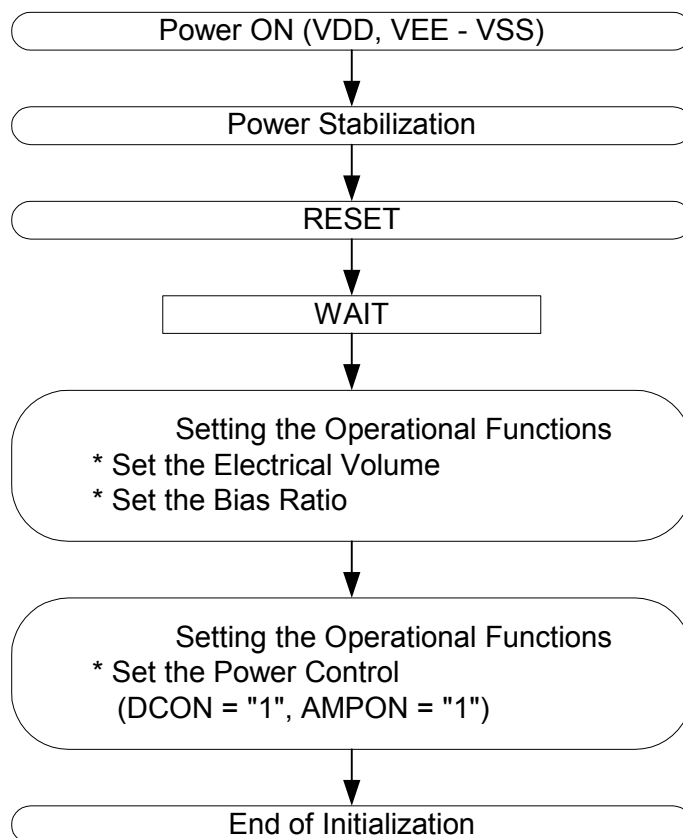 Power ON (VDD, VEE - VSS)
Power Stabilization
RESET
WAIT
Setting the Operational Functions
* Set the Electrical Volume
* Set the Bias Ratio
Setting the Operational Functions
* Set the Power Control
(DCON = "1", AMPON = "1")
End of Initialization